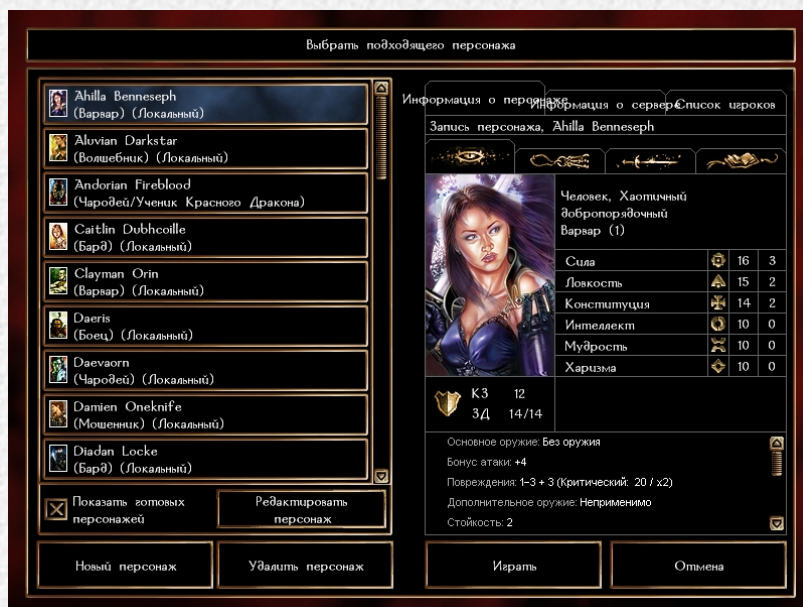 Выбрать подходящего персонажа
Ahilla Benneseph
(Варвар) (Локальный)
Aluvian Darkstar
(Волшебник) (Локальный)
Andorian Fireblood
(Чародей/Ученик Красного Дракона)
Caitlin Dubhcoille
(Бард) (Локальный)
Clayman Orin
(Варвар) (Локальный)
Daeris
(Боец) (Локальный)
Daevaorn
(Чародей) (Локальный)
Damien Oneknife
(Мошенник) (Локальный)
Diadan Locke
(Бард) (Локальный)
Показать готовых
персонажей
Редактировать
персонаж
Новый персонаж
Удалить персонаж
Информация о персонаже
Информация о сервере
Список игроков
Запись персонажа, Ahilla Benneseph
Человек, Хаотичный
добропорядочный
Варвар (1)
Сила 16 3
Ловкость 15 2
Конституция 14 2
Интеллект 10 0
Мудрость 10 0
Харизма 10 0
КЗ 12
ЗД 14/14
Основное оружие: Без оружия
Бонус атаки: +4
Повреждения: 1-3 + 3 (Критический: 20 / x2)
Дополнительное оружие: Неприменимо
Стойкость: 2
Играть
Отмена